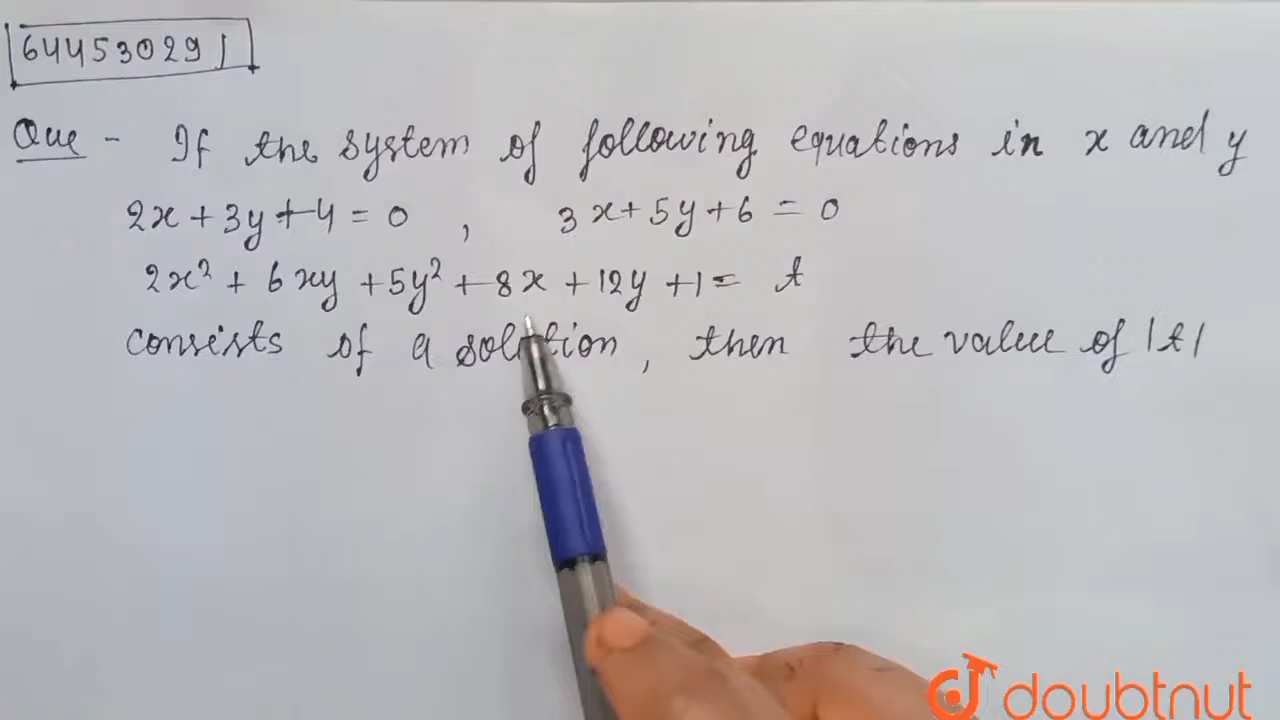 644530291
Que - If the system of following equations in x and y
2x + 3y + 4 = 0 , 3x + 5y + 6 = 0
2x² + 6xy + 5y² + 8x + 12y + 1 = t
consists of a solution, then the value of |t|
doubtnut